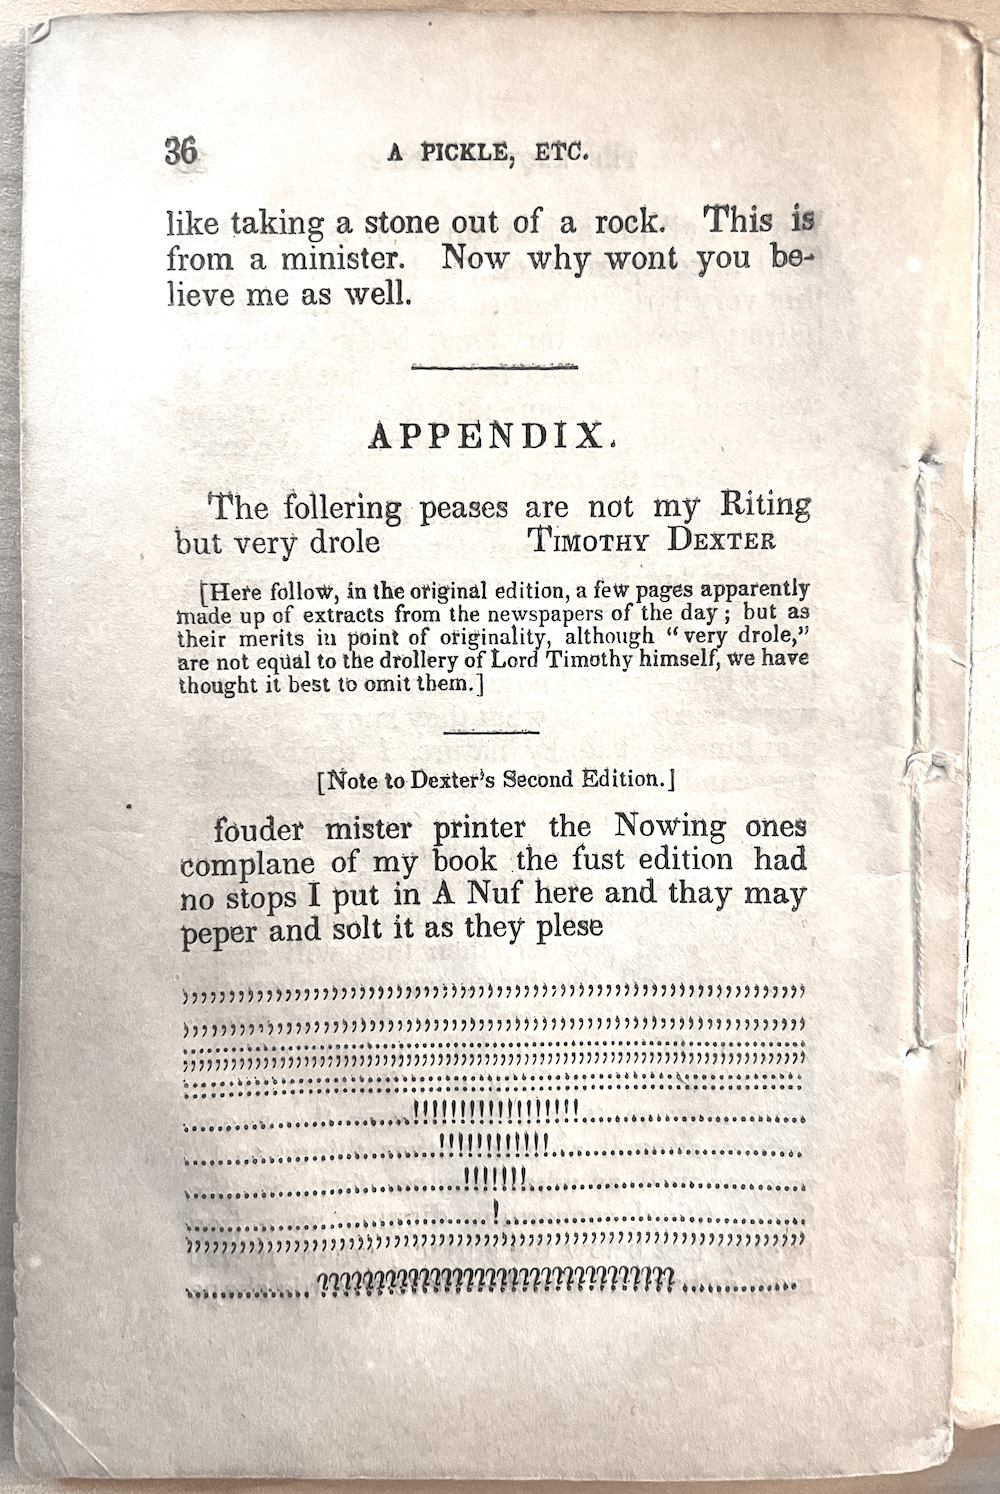 36 A PICKLE, ETC.
like taking a stone out of a rock. This is
from a minister. Now why wont you be-
lieve me as well.
APPENDIX.
The follering peases are not my Riting
but very drole TIMOTHY DEXTER
[Here follow, in the original edition, a few pages apparently
made up of extracts from the newspapers of the day; but as
their merits in point of originality, although "very drole,"
are not equal to the drollery of Lord Timothy himself, we have
thought it best to omit them.]
[Note to Dexter's Second Edition.]
fouder mister printer the Nowing ones
complane of my book the fust edition had
no stops I put in A Nuf here and thay may
peper and solt it as they plese
,,,,,,,,,,,,,,,,,,,,,,,,,,,,,,,,,,,,,,,,,,,,,,,,,,,,,,,,,,,,,,,,,,,,
,,,,,,,,,,,,,,,,,,,,,,,,,,,,,,,,,,,,,,,,,,,,,,,,,,,,,,,,,,,,,,,,,,,,
;;;;;;;;;;;;;;;;;;;;;;;;;;;;;;;;;;;;;;;;;;;;;;;;;;;;;;;;;;;;;;;;;;;;
::::::::::::::::::::::::::::::::::::::::::::::::::::::::::::::::::::
.........................!!!!!!!!!!!!!!!!!!.........................
............................!!!!!!!!!!!!............................
...............................!!!!!!!..............................
..................................!.................................
,,,,,,,,,,,,,,,,,,,,,,,,,,,,,,,,,,,,,,,,,,,,,,,,,,,,,,,,,,,,,,,,,,,,
..............???????????????????????????????????.............